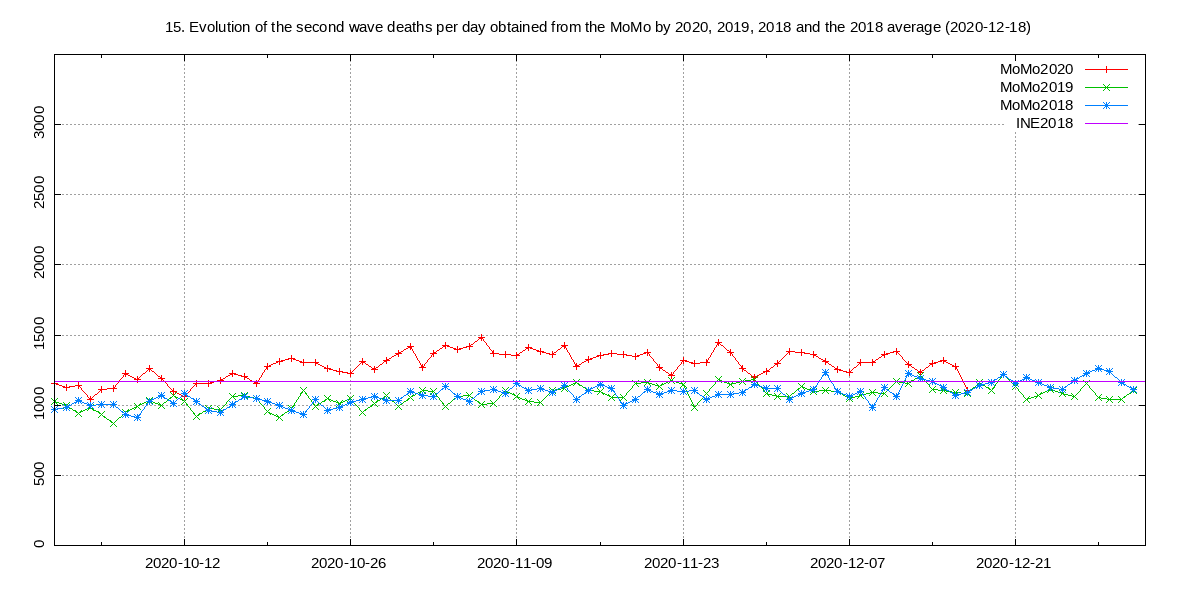 15. Evolution of the second wave deaths per day obtained from the MoMo by 2020, 2019, 2018 and the 2018 average (2020-12-18)
MoMo2020
MoMo2019
MoMo2018
INE2018
3000
2500
2000
1500
1000
500
0
2020-10-12
2020-10-26
2020-11-09
2020-11-23
2020-12-07
2020-12-21